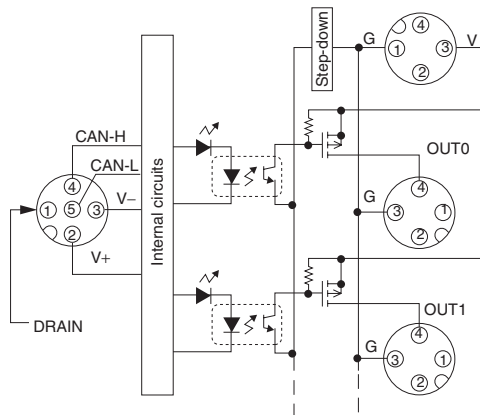 4
G
1
3
V
2
Step-down
CAN-H
CAN-L
Internal circuits
4
1
5
3
V–
2
V+
DRAIN
OUT0
4
G
3
1
2
OUT1
4
G
3
1
2